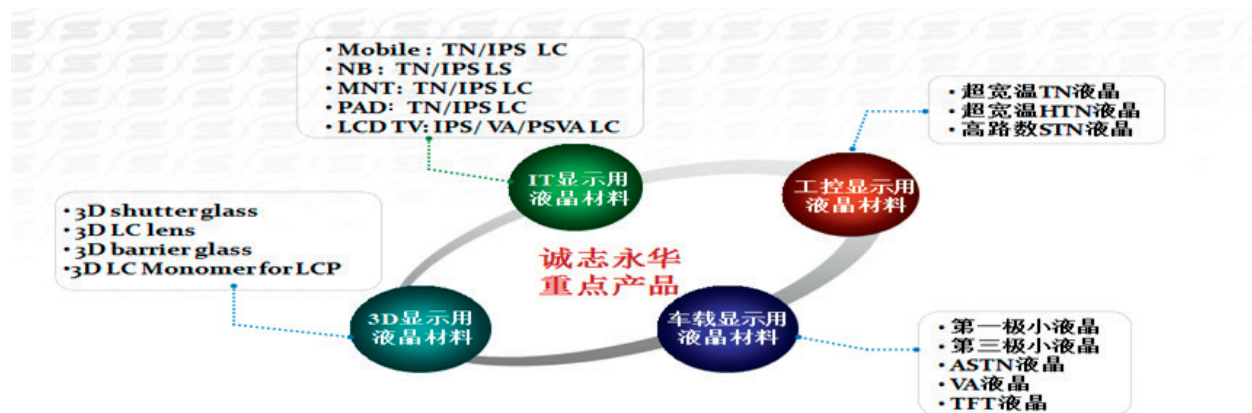 • Mobile : TN/IPS LC
• NB : TN/IPS LS
• MNT: TN/IPS LC
• PAD: TN/IPS LC
• LCD TV: IPS/ VA/PSVA LC
• 超宽温TN液晶
• 超宽温HTN液晶
• 高路数STN液晶
IT显示用
液晶材料
工控显示用
液晶材料
• 3D shutter glass
• 3D LC lens
• 3D barrier glass
• 3D LC Monomer for LCP
诚志永华
重点产品
3D显示用
液晶材料
车载显示用
液晶材料
• 第一极小液晶
• 第三极小液晶
• ASTN液晶
• VA液晶
• TFT液晶